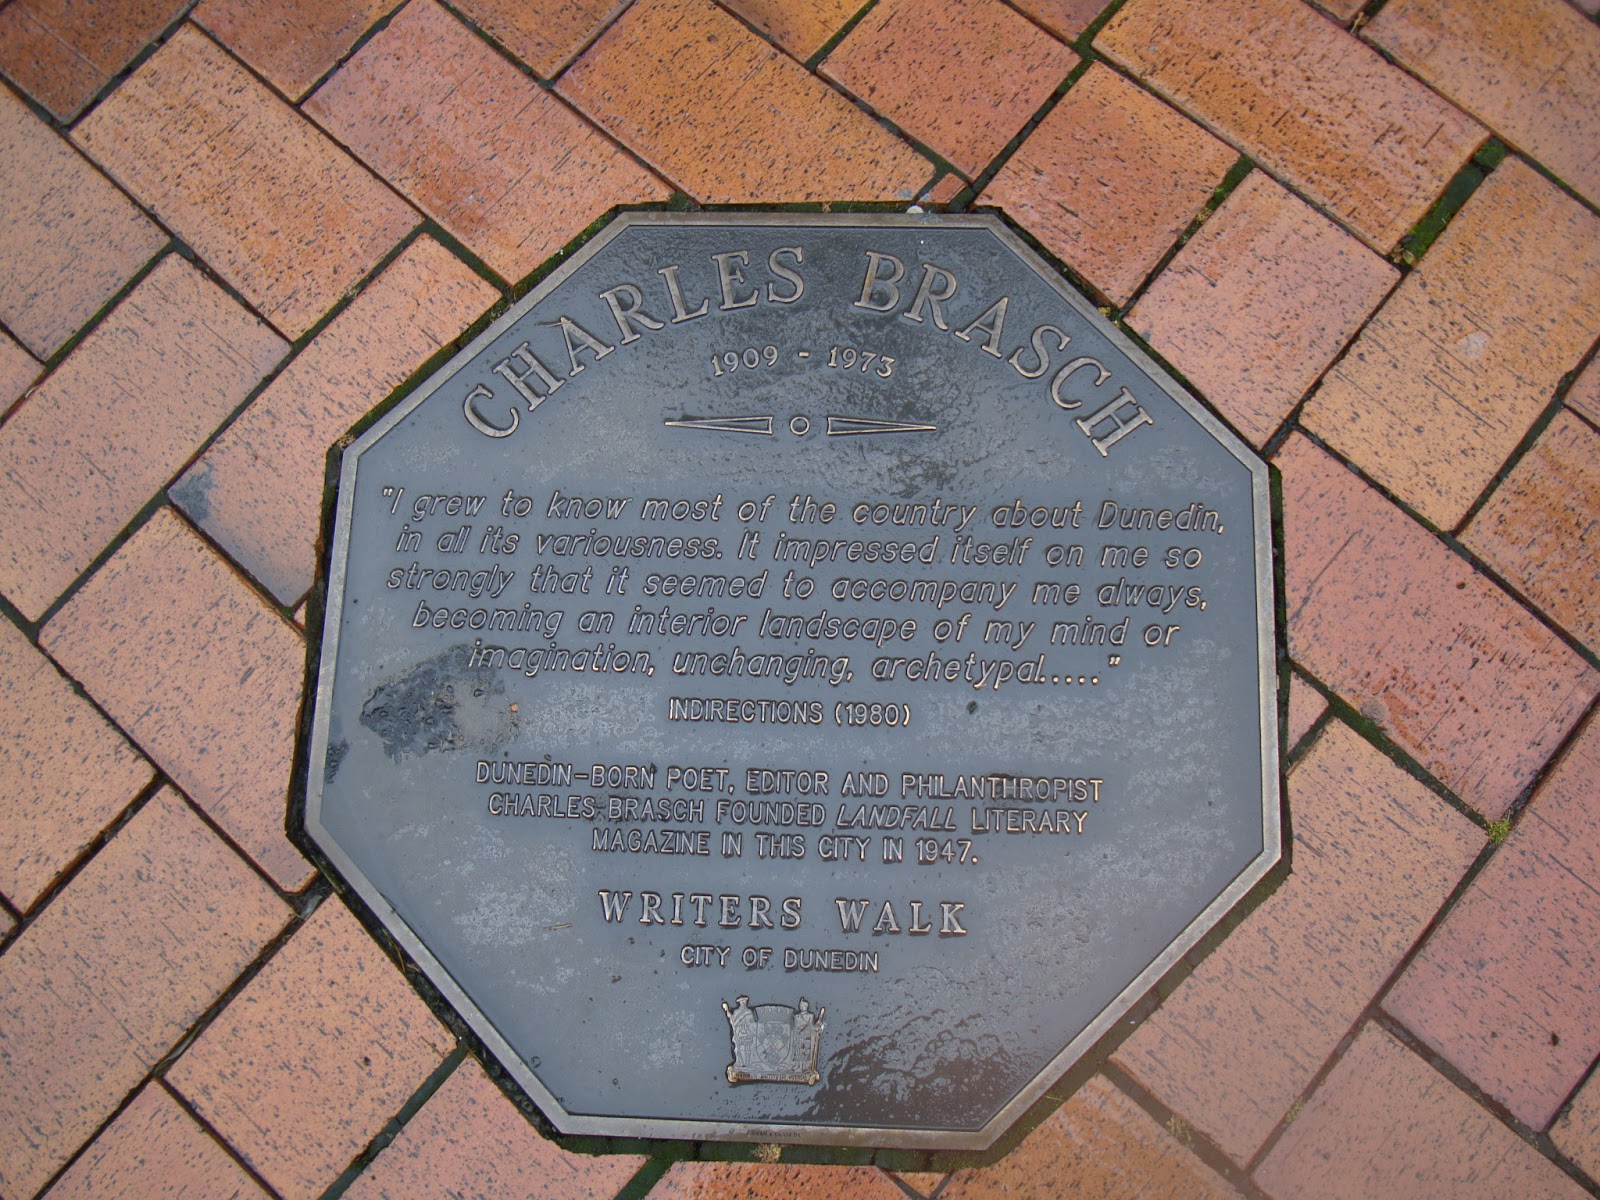 CHARLES BRASCH
1909 - 1973
"I grew to know most of the country about Dunedin,
in all its variousness. It impressed itself on me so
strongly that it seemed to accompany me always,
becoming an interior landscape of my mind or
imagination, unchanging, archetypal....."
INDIRECTIONS (1980)
DUNEDIN-BORN POET, EDITOR AND PHILANTHROPIST
CHARLES BRASCH FOUNDED LANDFALL LITERARY
MAGAZINE IN THIS CITY IN 1947.
WRITERS WALK
CITY OF DUNEDIN